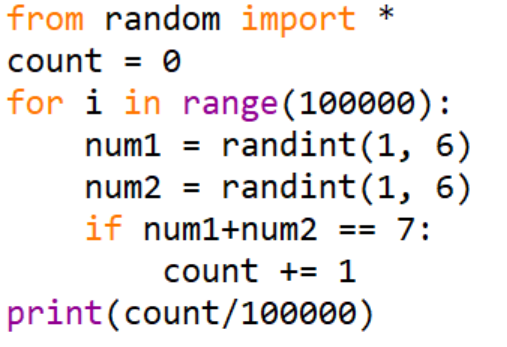 from random import *
count = 0
for i in range(100000):
    num1 = randint(1, 6)
    num2 = randint(1, 6)
    if num1+num2 == 7:
        count += 1
print(count/100000)